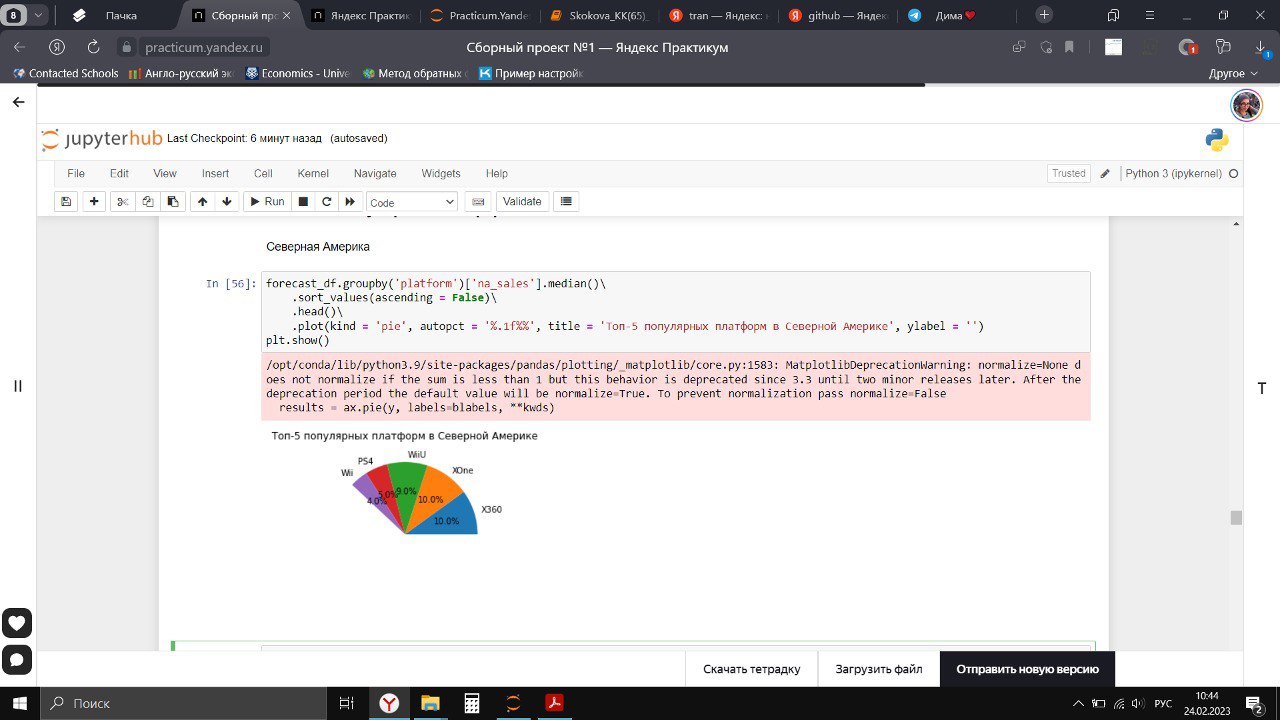 8 Пачка Сборный про Яндекс Практик Practicum.Yande Skokova_KK(65)_ github — Яндек Дима
practicum.yandex.ru Сборный проект №1 — Яндекс Практикум 1 1
Contacted Schools Economics - Unive Метод обратных Пример настройк Другое
jupyterhub Last Checkpoint: 6 минут назад (autosaved)
File Edit View Insert Cell Kernel Navigate Widgets Help Trusted Python 3 (ipykernel)
Run Code Validate
Северная Америка
In [56]: forecast_df.groupby('platform')['na_sales'].median()\
.sort_values(ascending = False)\
.head()\
.plot(kind = 'pie', autopct = '%.1f%%', title = 'Топ-5 популярных платформ в Северной Америке', ylabel = '')
plt.show()
/opt/conda/lib/python3.9/site-packages/pandas/plotting/_matplotlib/core.py:1583: MatplotlibDeprecationWarning: normalize=None d
oes not normalize if the sum is less than 1 but this behavior is deprecated since 3.3 until two minor releases later. After the
deprecation period the default value will be normalize=True. To prevent normalization pass normalize=False
results = ax.pie(y, labels=blabels, **kwds)
Топ-5 популярных платформ в Северной Америке
WiiU
PS4
XOne
Wii
9.0%
5.0%
10.0%
4.0%
X360
10.0%
T
Скачать тетрадку Загрузить файл Отправить новую версию
Поиск РУС 10:44
24.02.2023 2